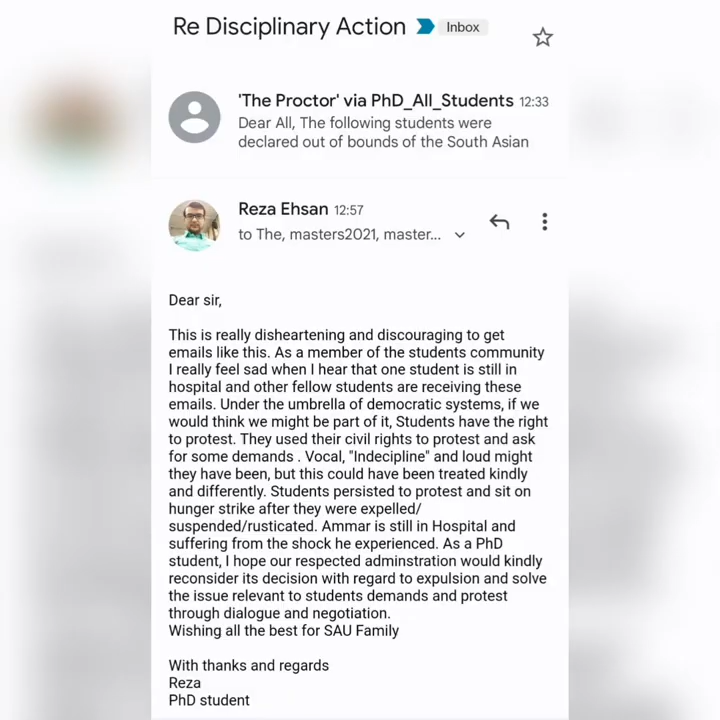 Re Disciplinary Action
Inbox
'The Proctor' via PhD_All_Students 12:33
Dear All, The following students were
declared out of bounds of the South Asian
Reza Ehsan 12:57
to The, masters2021, master...
Dear sir,
This is really disheartening and discouraging to get
emails like this. As a member of the students community
I really feel sad when I hear that one student is still in
hospital and other fellow students are receiving these
emails. Under the umbrella of democratic systems, if we
would think we might be part of it, Students have the right
to protest. They used their civil rights to protest and ask
for some demands . Vocal, "Indecipline" and loud might
they have been, but this could have been treated kindly
and differently. Students persisted to protest and sit on
hunger strike after they were expelled/
suspended/rusticated. Ammar is still in Hospital and
suffering from the shock he experienced. As a PhD
student, I hope our respected adminstration would kindly
reconsider its decision with regard to expulsion and solve
the issue relevant to students demands and protest
through dialogue and negotiation.
Wishing all the best for SAU Family
With thanks and regards
Reza
PhD student